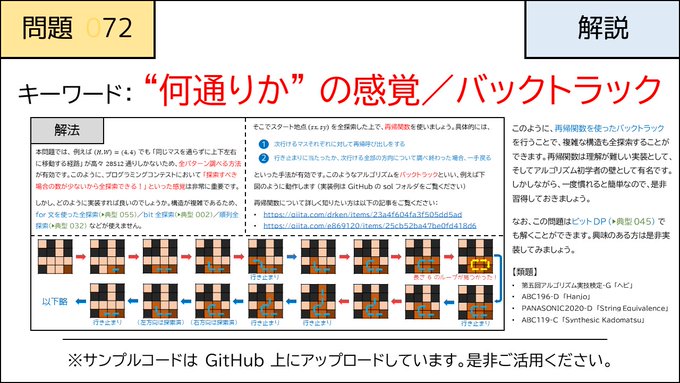 問題 072
解説
キーワード: “何通りか” の感覚／バックトラック
解法
本問題では、例えば (H,W) = (4,4) でも「同じマスを通らずに上下左右
に移動する経路」が高々 28512 通りしかないため、全パターン調べる方法
が有効です。このように、プログラミングコンテストにおいて「探索すべき
場合の数が少ないから全探索できる！」といった感覚は非常に重要です。
しかし、どのように実装すれば良いのでしょうか。構造が複雑であるため、
for 文を使った全探索(▶典型 055)／bit 全探索(▶典型 002)／順列全
探索(▶典型 032) などが使えません。
そこでスタート地点 (sx, sy) を全探索した上で、再帰関数を使いましょう。具体的には、
1 次行けるマスそれぞれに対して再帰呼び出しをする
2 行き止まりに当たったか、次行ける全部の方向について調べ終わった場合、一手戻る
といった手法が有効です。このようなアルゴリズムをバックトラックといい、例えば下
図のように動作します (実装例は GitHub の sol フォルダをご覧ください)
再帰関数について詳しく知りたい方は以下の記事をご覧ください:
・ https://qiita.com/drken/items/23a4f604fa3f505dd5ad
・ https://qiita.com/e869120/items/25cb52ba47be0fd418d6
このように、再帰関数を使ったバックトラック
を行うことで、複雑な構造も全探索することが
できます。再帰関数は理解が難しい実装として、
そしてアルゴリズム初学者の壁として有名です。
しかしながら、一度慣れると簡単なので、是非
習得しておきましょう。
なお、この問題はビット DP (▶典型 045) で
も解くことができます。興味のある方は是非実
装してみましょう。
【類題】
・ 第五回アルゴリズム実技検定-G「ヘビ」
・ ABC196-D「Hanjo」
・ PANASONIC2020-D「String Equivalence」
・ ABC119-C「Synthetic Kadomatsu」
行き止まり
長さ 6 のループが見つかった！
以下略
行き止まり
(左方向は探索済)
(右方向は探索済)
行き止まり
行き止まり
行き止まり
行き止まり
※サンプルコードは GitHub 上にアップロードしています。是非ご活用ください。